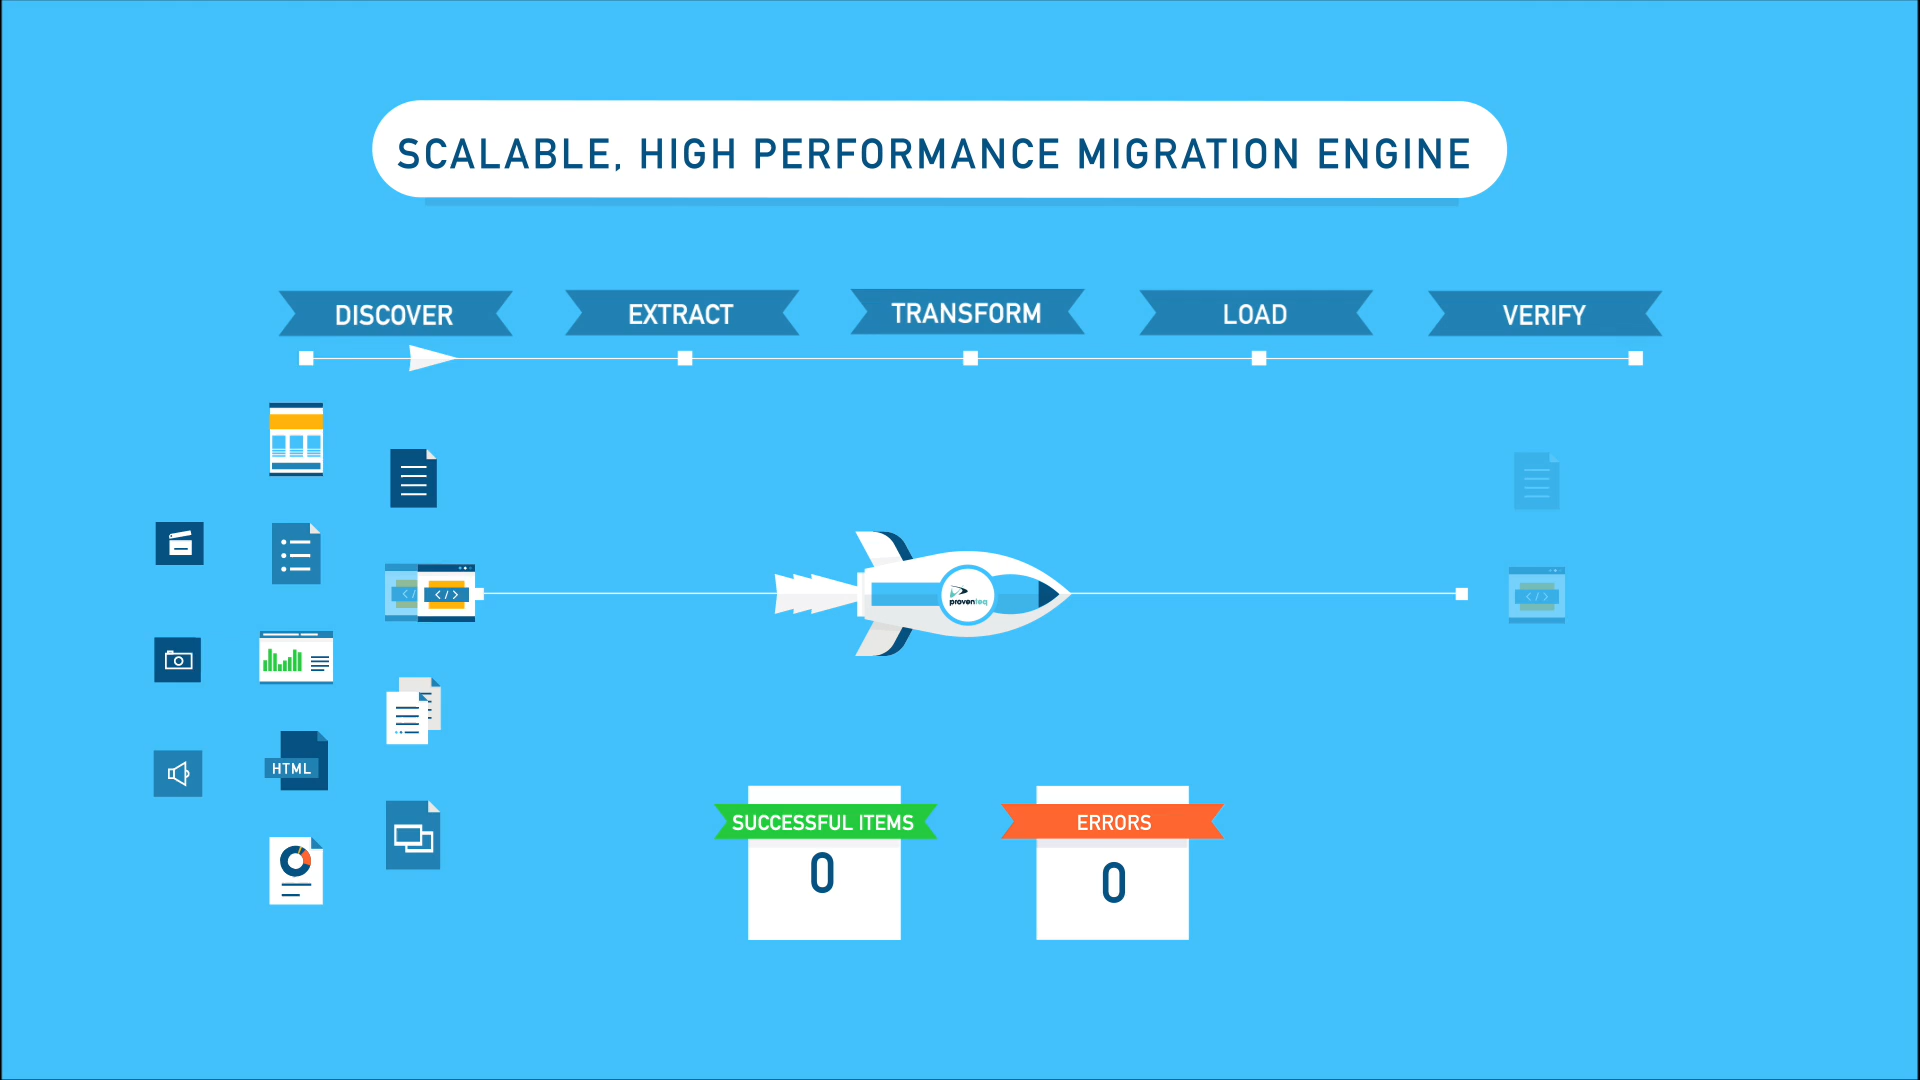 SCALABLE, HIGH PERFORMANCE MIGRATION ENGINE
DISCOVER
EXTRACT
TRANSFORM
LOAD
VERIFY
</>
proventeq
</>
HTML
SUCCESSFUL ITEMS
0
ERRORS
0